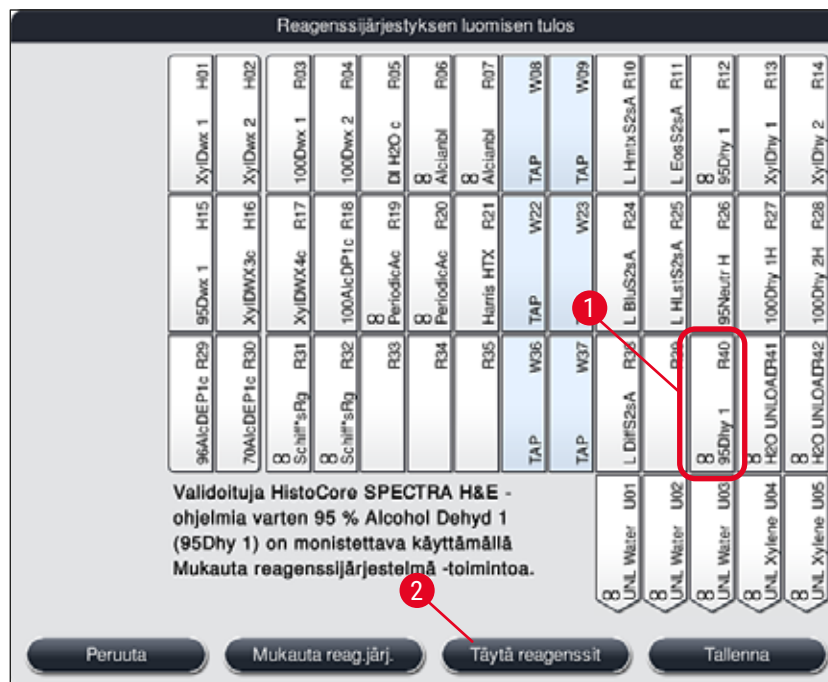 Reagenssijärjestyksen luomisen tulos
XylDwx 1 H01
XylDwx 2 H02
100Dwx 1 R03
100Dwx 2 R04
DI H2O c R05
∞ Alcianbl R06
∞ Alcianbl R07
TAP W08
TAP W09
L HmtxS2sA R10
L EosS2sA R11
∞ 95Dhy 1 R12
XylDhy 1 R13
XylDhy 2 R14
95Dwx 1 H15
XylDWX3c H16
XylDWX4c R17
100AlcDP1c R18
∞ PeriodicAc R19
∞ PeriodicAc R20
Harris HTX R21
TAP W22
W23
L BluS2sA R24
L HLstS2sA R25
95Neutr H R26
100Dhy 1H R27
100Dhy 2H R28
1
96AlcDEP1c R29
70AlcDEP1c R30
∞ Schiff"sRg R31
∞ Schiff"sRg R32
R33
R34
R35
TAP W36
TAP W37
L DiffS2sA R38
R39
∞ 95Dhy 1 R40
∞ H2O UNLOADR41
∞ H2O UNLOADR42
Validoituja HistoCore SPECTRA H&E -
ohjelmia varten 95 % Alcohol Dehyd 1
(95Dhy 1) on monistettava käyttämällä
Mukauta reagenssijärjestelmä -toimintoa.
∞ UNL Water U01
∞ UNL Water U02
∞ UNL Water U03
∞ UNL Xylene U04
∞ UNL Xylene U05
2
Peruuta
Mukauta reag.järj.
Täytä reagenssit
Tallenna